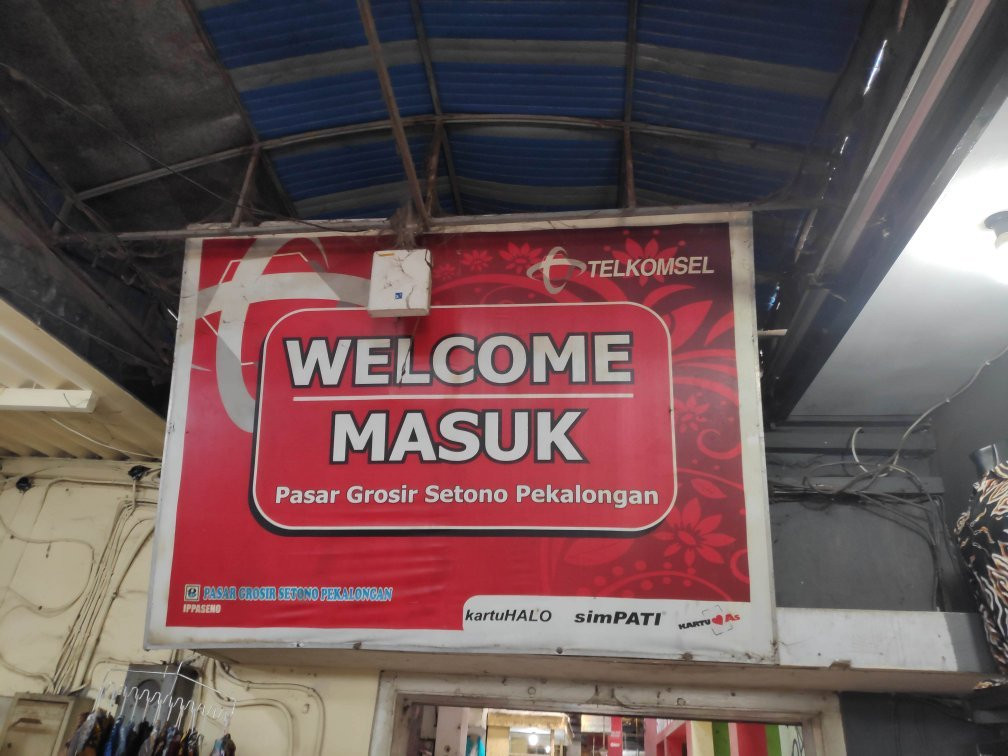 TELKOMSEL
WELCOME
MASUK
Pasar Grosir Setono Pekalongan
PASAR GROSIR SETONO PEKALONGAN
IPPASENO
kartuHALO simPATI KARTU As